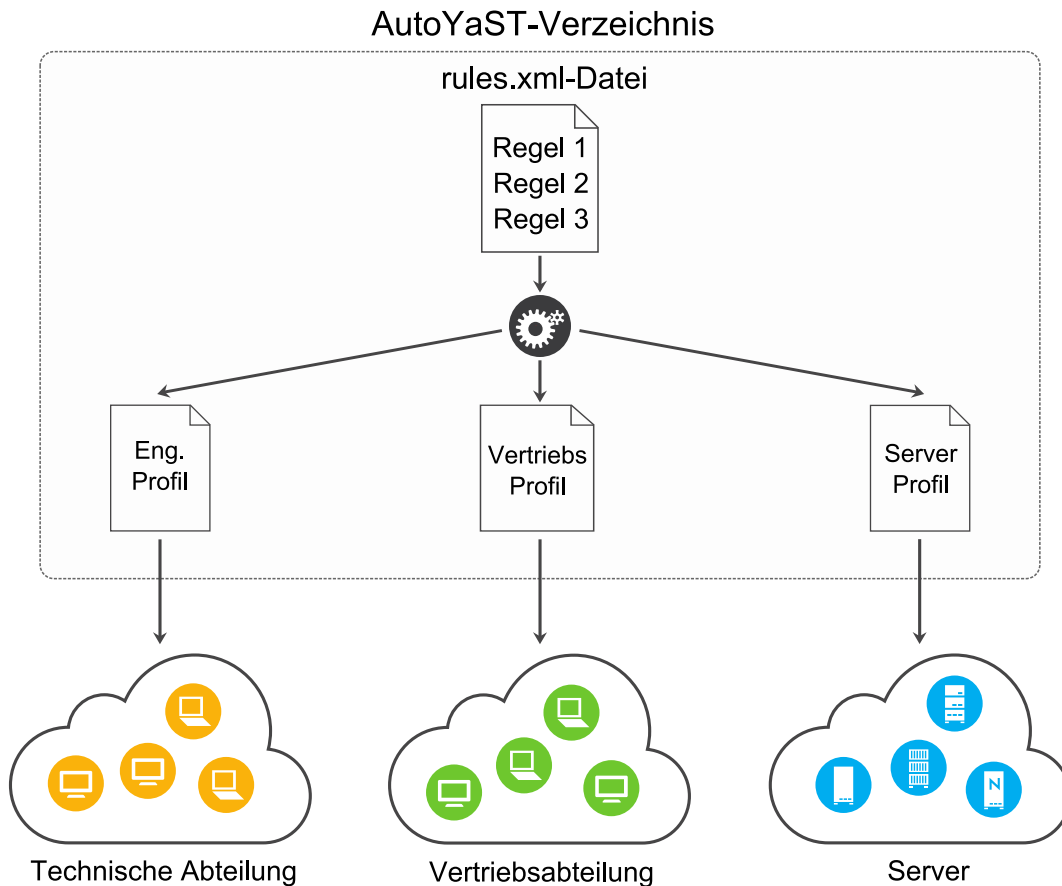 AutoYaST-Verzeichnis
rules.xml-Datei
Regel 1
Regel 2
Regel 3
Eng.
Profil
Vertriebs
Profil
Server
Profil
N
Technische Abteilung
Vertriebsabteilung
Server